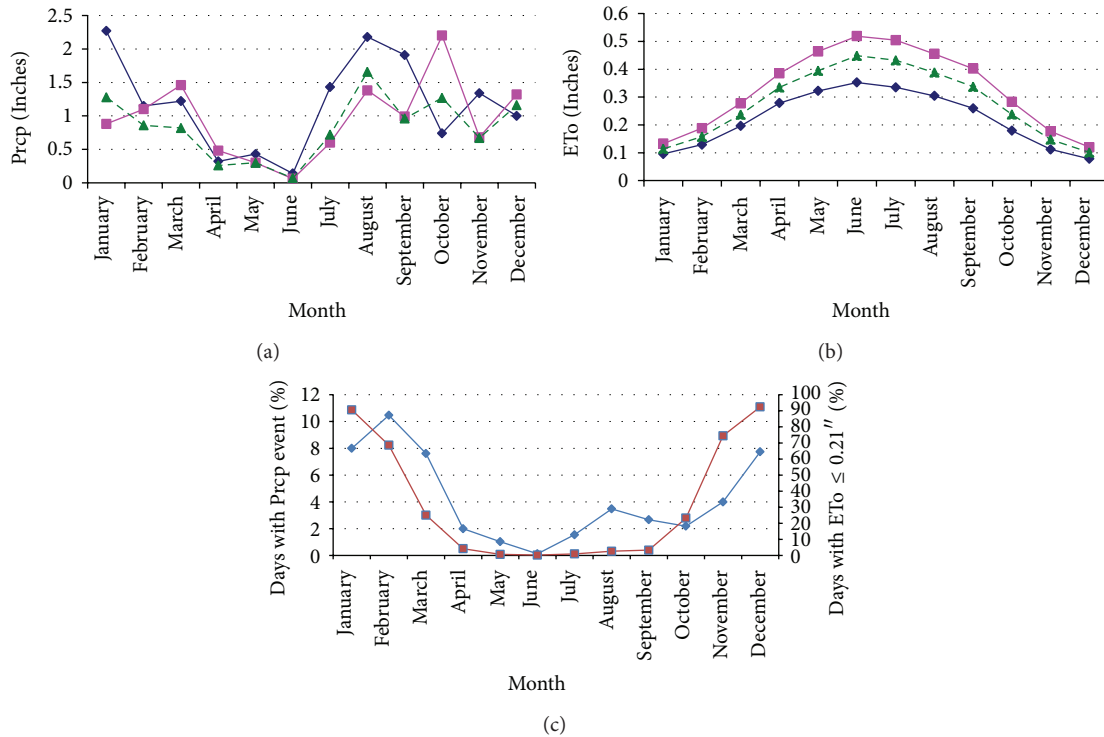 Prcp (Inches)
2.5
2
1.5
1
0.5
0
January
February
March
April
May
June
July
August
September
October
November
December
Month
(a)
ETo (Inches)
0.6
0.5
0.4
0.3
0.2
0.1
0
January
February
March
April
May
June
July
August
September
October
November
December
Month
(b)
Days with Prcp event (%)
12
10
8
6
4
2
0
100
90
80
70
60
50
40
30
20
10
0
Days with ETo ≤ 0.21″ (%)
January
February
March
April
May
June
July
August
September
October
November
December
Month
(c)